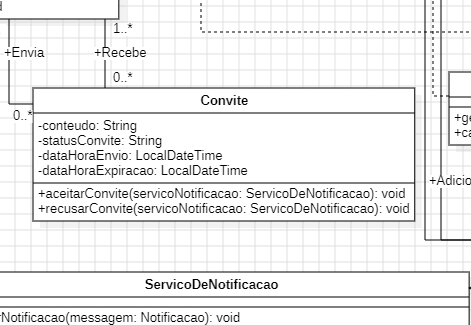 1..*
+Envia
+Recebe
0..*
Convite
0..*
-conteudo: String
-statusConvite: String
-dataHoraEnvio: LocalDateTime
-dataHoraExpiracao: LocalDateTime
+aceitarConvite(servicoNotificacao: ServicoDeNotificacao): void
+recusarConvite(servicoNotificacao: ServicoDeNotificacao): void
+ge
+ca
+Adicio
ServicoDeNotificacao
rNotificacao(messagem: Notificacao): void